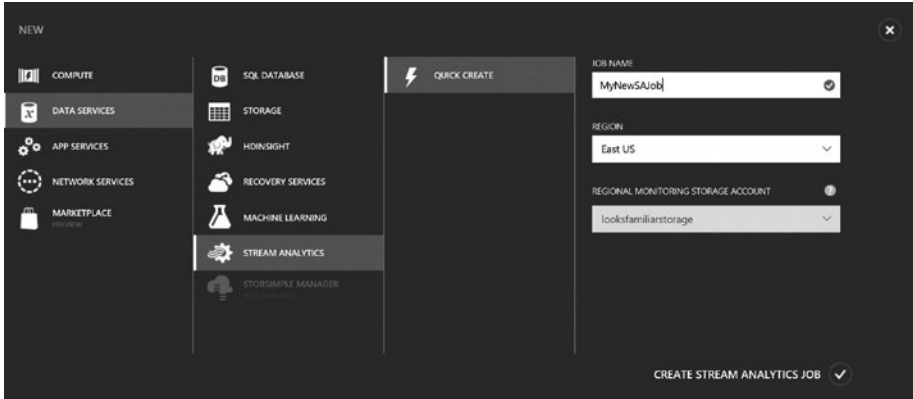 NEW
COMPUTE
DATA SERVICES
APP SERVICES
NETWORK SERVICES
MARKETPLACE
PREVIEW
DB
SQL DATABASE
STORAGE
HDINSIGHT
RECOVERY SERVICES
MACHINE LEARNING
STREAM ANALYTICS
STORSIMPLE MANAGER
QUICK CREATE
JOB NAME
MyNewSAJob
REGION
East US
REGIONAL MONITORING STORAGE ACCOUNT
looksfamiliarstorage
CREATE STREAM ANALYTICS JOB